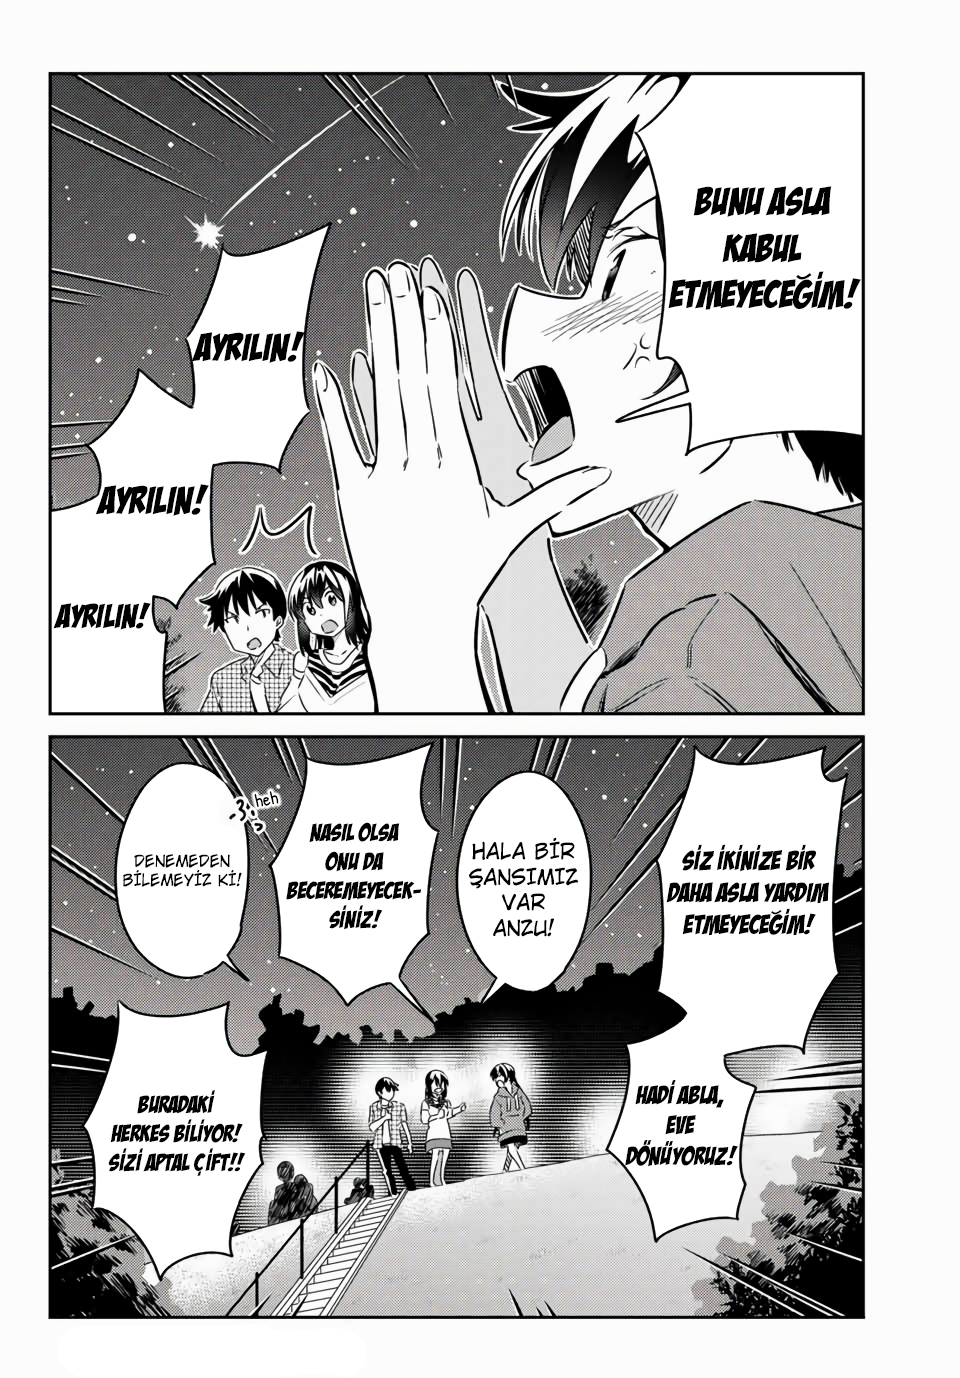 BUNU ASLA
KABUL
ETMEYECEĞİM!
AYRILIN!
AYRILIN!
AYRILIN!
SİZ İKİNİZE BİR
DAHA ASLA YARDIM
ETMEYECEĞİM!
HADİ ABLA,
EVE
DÖNÜYORUZ!
HALA BİR
ŞANSIMIZ
VAR
ANZU!
NASIL OLSA
ONU DA
BECEREMEYECEK-
SİNİZ!
heh
DENEMEDEN
BİLEMEYİZ Kİ!
BURADAKİ
HERKES BİLİYOR!
SİZİ APTAL ÇİFT!!